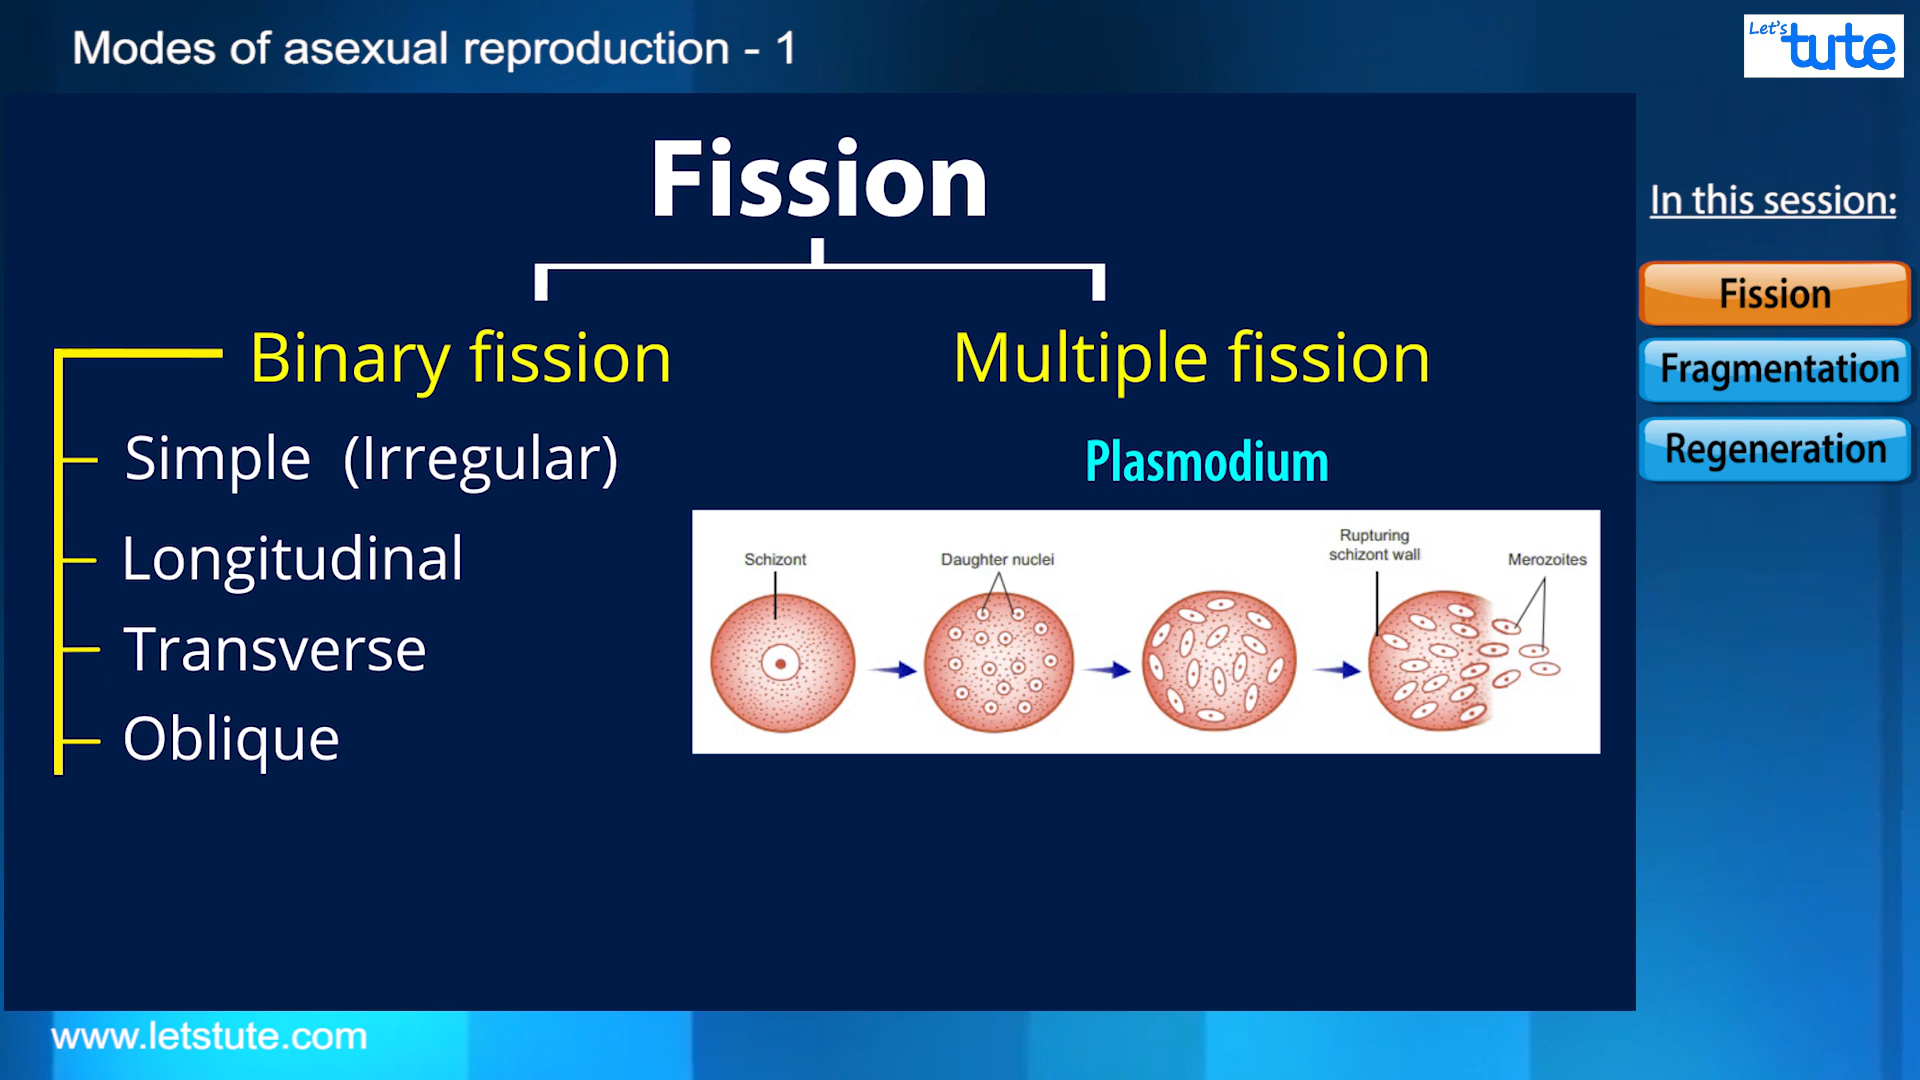 Modes of asexual reproduction - 1
Let's
tute
Fission
In this session:
Fission
Fragmentation
Regeneration
Binary fission
Simple (Irregular)
Longitudinal
Transverse
Oblique
Multiple fission
Plasmodium
Schizont
Daughter nuclei
Rupturing
schizont wall
Merozoites
www.letstute.com